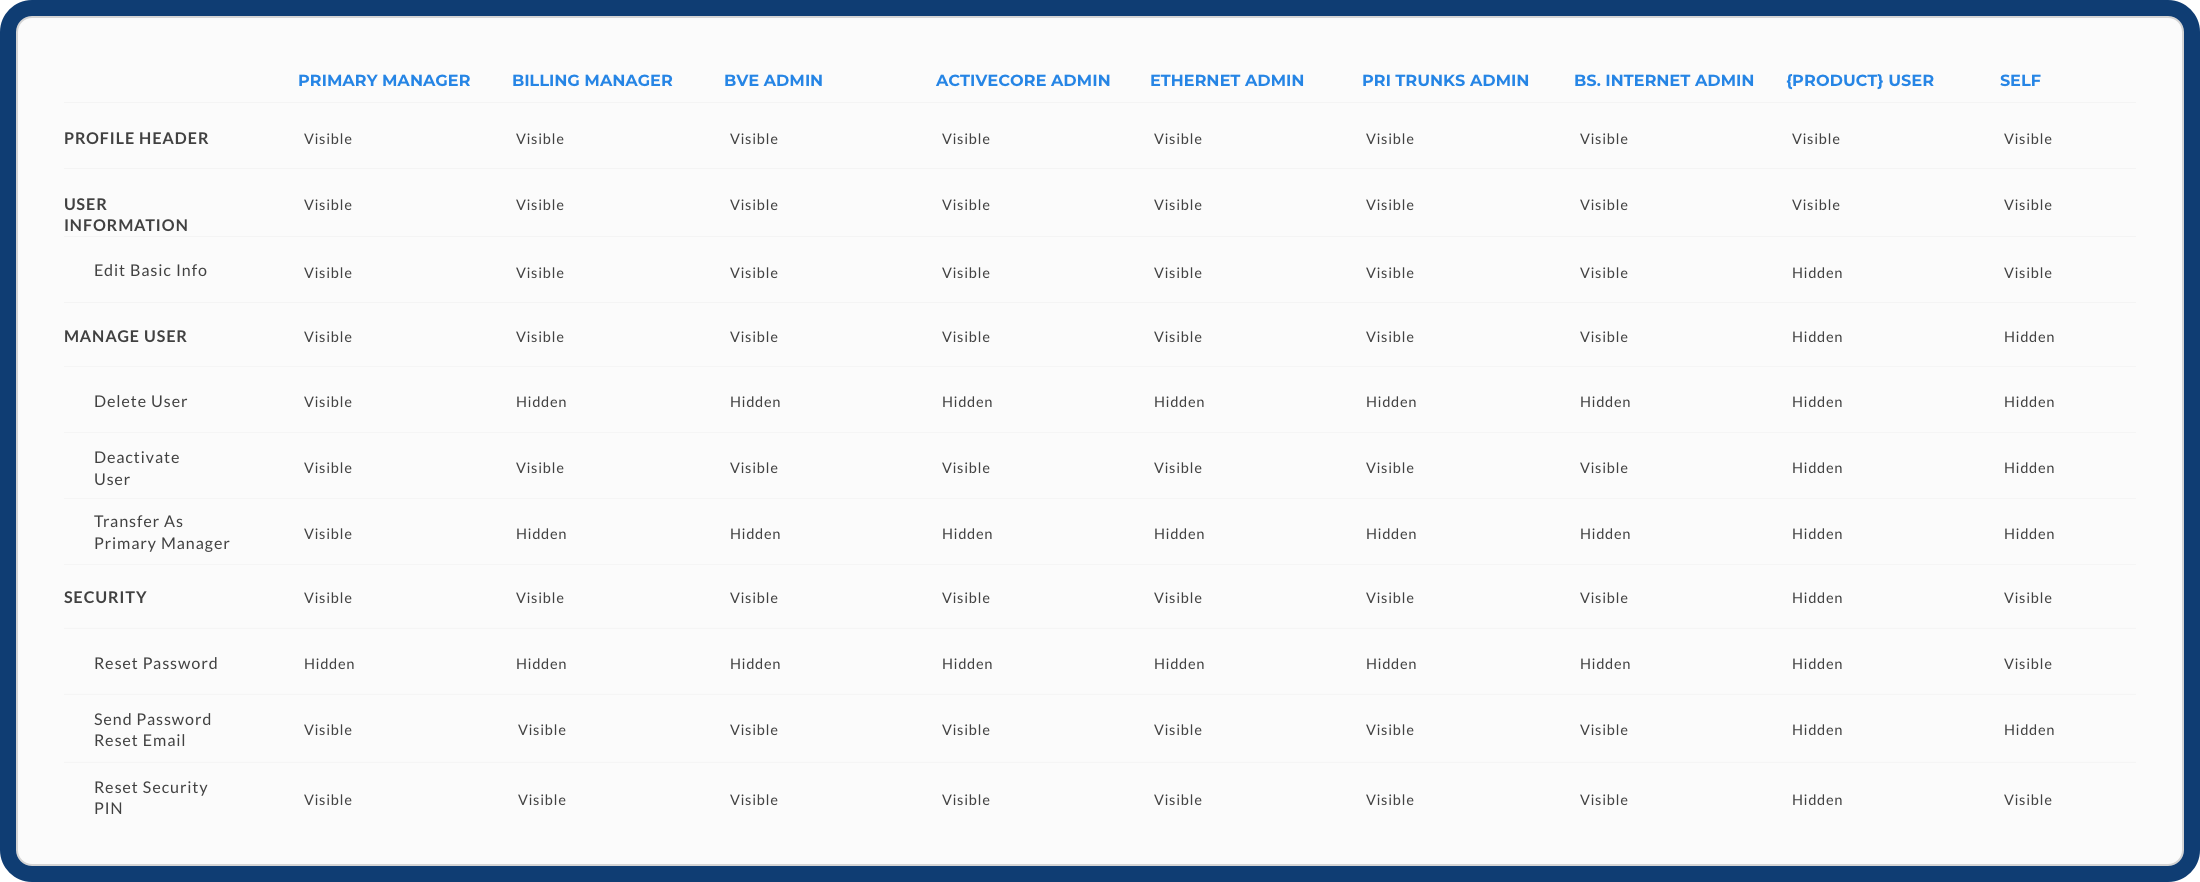 PRIMARY MANAGER BILLING MANAGER BVE ADMIN ACTIVECORE ADMIN ETHERNET ADMIN PRI TRUNKS ADMIN BS. INTERNET ADMIN {PRODUCT} USER SELF
PROFILE HEADER Visible Visible Visible Visible Visible Visible Visible Visible Visible
USER
INFORMATION
Visible Visible Visible Visible Visible Visible Visible Visible Visible
Edit Basic Info Visible Visible Visible Visible Visible Visible Visible Hidden Visible
MANAGE USER Visible Visible Visible Visible Visible Visible Visible Hidden Hidden
Delete User Visible Hidden Hidden Hidden Hidden Hidden Hidden Hidden Hidden
Deactivate
User
Visible Visible Visible Visible Visible Visible Visible Hidden Hidden
Transfer As
Primary Manager
Visible Hidden Hidden Hidden Hidden Hidden Hidden Hidden Hidden
SECURITY Visible Visible Visible Visible Visible Visible Visible Hidden Visible
Reset Password Hidden Hidden Hidden Hidden Hidden Hidden Hidden Hidden Visible
Send Password
Reset Email
Visible Visible Visible Visible Visible Visible Visible Hidden Hidden
Reset Security
PIN
Visible Visible Visible Visible Visible Visible Visible Hidden Visible